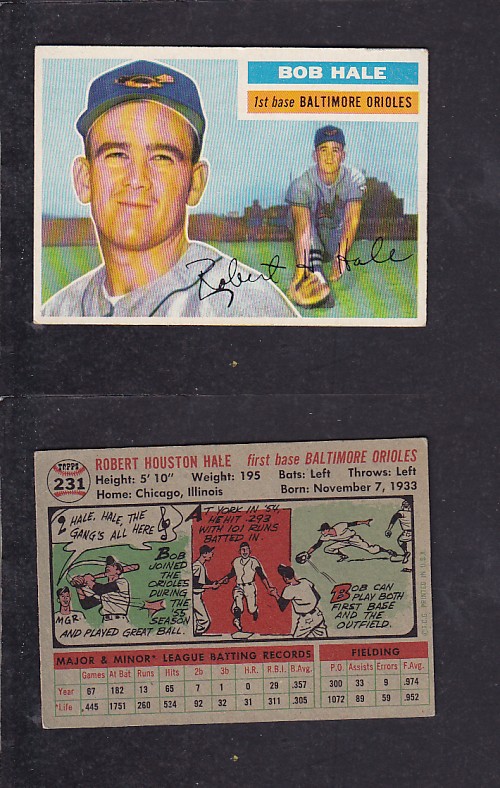 BOB HALE
1st base BALTIMORE ORIOLES
Robert H Hale
TOPPS
231
ROBERT HOUSTON HALE first base BALTIMORE ORIOLES
Height: 5' 10" Weight: 195 Bats: Left Throws: Left
Home: Chicago, Illinois Born: November 7, 1933
HALE, HALE, THE
GANG'S ALL HERE
BOB
JOINED
THE
ORIOLES
DURING
THE
'55
SEASON
AND PLAYED GREAT BALL.
MGR.
AT YORK IN '54,
HE HIT .293
WITH 101 RUNS
BATTED IN.
BOB CAN
PLAY BOTH
FIRST BASE
AND THE
OUTFIELD.
©T.C.G. PRINTED IN U.S.A.
MAJOR & MINOR* LEAGUE BATTING RECORDS FIELDING
Games At Bat Runs Hits 2b 3b H.R. R.B.I. B.Avg. P.O. Assists Errors F.Avg.
Year 67 182 13 65 7 1 0 29 .357 300 33 9 .974
*Life 445 1751 260 534 92 32 31 311 .305 1072 89 59 .952